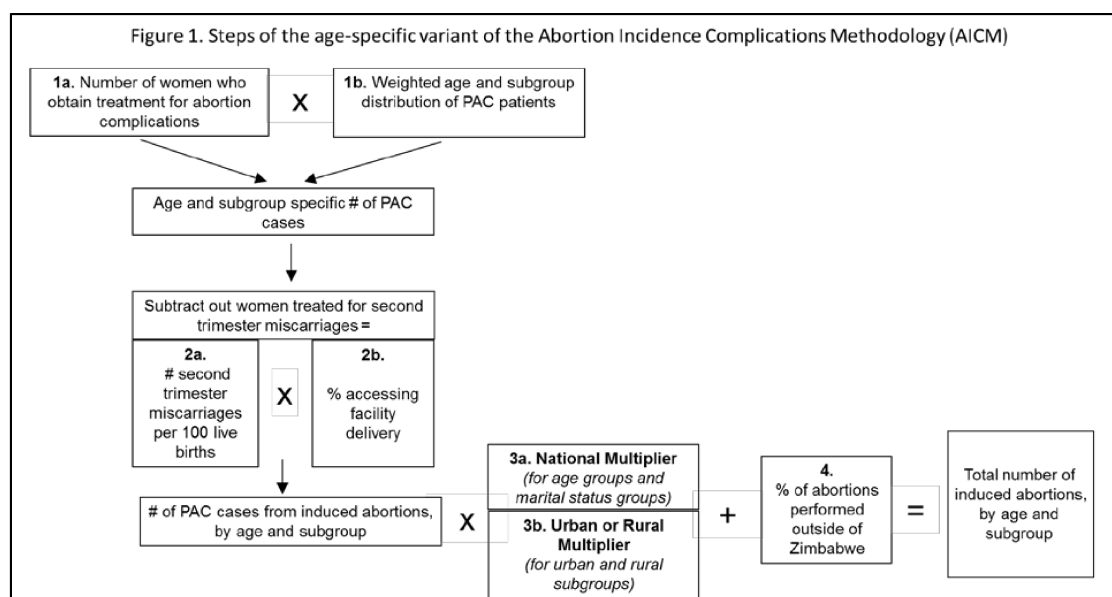 Figure 1. Steps of the age-specific variant of the Abortion Incidence Complications Methodology (AICM)
1a. Number of women who
obtain treatment for abortion
complications
X
1b. Weighted age and subgroup
distribution of PAC patients
Age and subgroup specific # of PAC
cases
Subtract out women treated for second
trimester miscarriages =
2a.
# second
trimester
miscarriages
per 100 live
births
X
2b.
% accessing
facility
delivery
# of PAC cases from induced abortions,
by age and subgroup
X
3a. National Multiplier
(for age groups and
marital status groups)
3b. Urban or Rural
Multiplier
(for urban and rural
subgroups)
+
4.
% of abortions
performed
outside of
Zimbabwe
=
Total number of
induced abortions,
by age and
subgroup